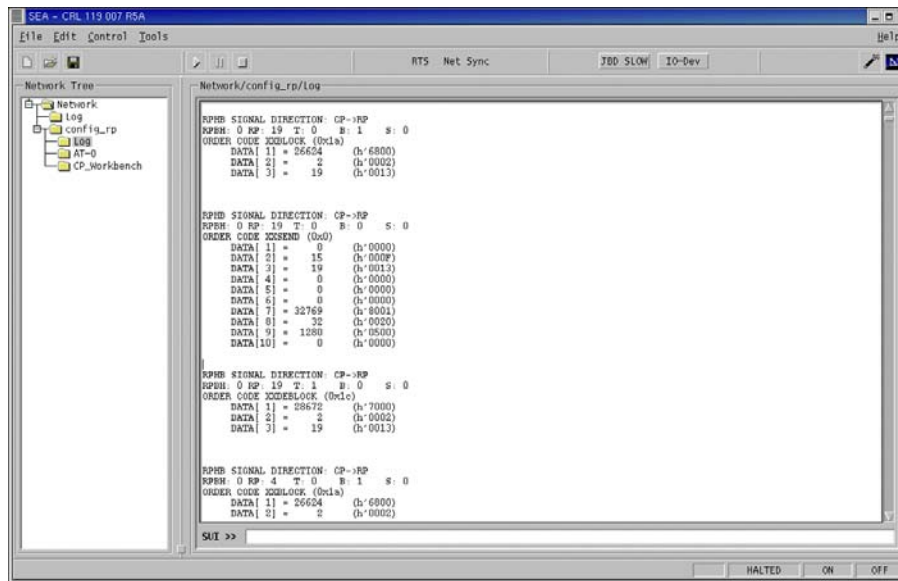 SEA - CRL 119 007 R5A
File Edit Control Tools
Help
RTS Net Sync
JBD SLOW
IO-Dev
Network Tree
Network
Log
config_rp
Log
AT-0
CP_Workbench
Network/config_rp/Log
RPHB SIGNAL DIRECTION: CP->RP
RPBH: 0 RP: 19 T: 0 B: 1 S: 0
ORDER CODE XXBLOCK (0x1a)
DATA[ 1] = 26624 (h'6800)
DATA[ 2] = 2 (h'0002)
DATA[ 3] = 19 (h'0013)
RPHB SIGNAL DIRECTION: CP->RP
RPBH: 0 RP: 19 T: 0 B: 0 S: 0
ORDER CODE XXSEND (0x0)
DATA[ 1] = 0 (h'0000)
DATA[ 2] = 15 (h'000F)
DATA[ 3] = 19 (h'0013)
DATA[ 4] = 0 (h'0000)
DATA[ 5] = 0 (h'0000)
DATA[ 6] = 0 (h'0000)
DATA[ 7] = 32769 (h'8001)
DATA[ 8] = 32 (h'0020)
DATA[ 9] = 1280 (h'0500)
DATA[10] = 0 (h'0000)
RPHB SIGNAL DIRECTION: CP->RP
RPBH: 0 RP: 19 T: 1 B: 0 S: 0
ORDER CODE XXDEBLOCK (0x1c)
DATA[ 1] = 28672 (h'7000)
DATA[ 2] = 2 (h'0002)
DATA[ 3] = 19 (h'0013)
RPHB SIGNAL DIRECTION: CP->RP
RPBH: 0 RP: 4 T: 0 B: 1 S: 0
ORDER CODE XXBLOCK (0x1a)
DATA[ 1] = 26624 (h'6800)
DATA[ 2] = 2 (h'0002)
SUI >>
HALTED
ON
OFF